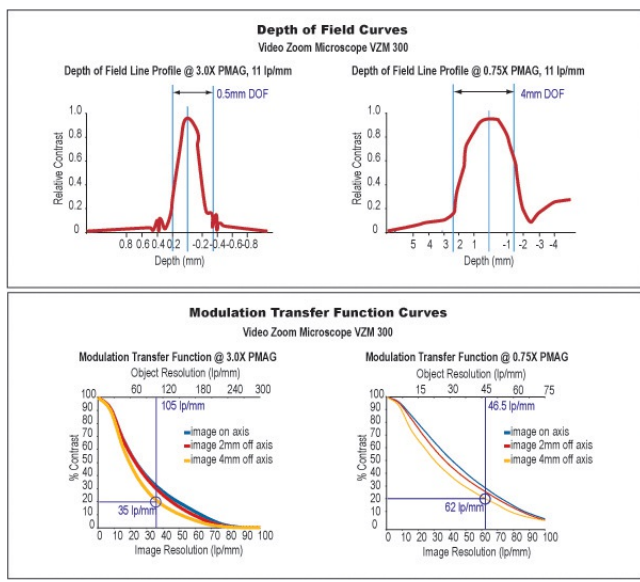 Depth of Field Curves
Video Zoom Microscope VZM 300
Depth of Field Line Profile @ 3.0X PMAG, 11 lp/mm
0.5mm DOF
Relative Contrast
1.0
0.8
0.6
0.4
0.2
0
0.8 0.6 0.4 0.2 -0.2 -0.4 -0.6 -0.8
Depth (mm)
Depth of Field Line Profile @ 0.75X PMAG, 11 lp/mm
4mm DOF
Relative Contrast
1.0
0.8
0.6
0.4
0.2
0
5 4 3 2 1 -1 -2 -3 -4
Depth (mm)
Modulation Transfer Function Curves
Video Zoom Microscope VZM 300
Modulation Transfer Function @ 3.0X PMAG
Object Resolution (lp/mm)
30 60 90 120 180 240 300
105 lp/mm
image on axis
image 2mm off axis
image 4mm off axis
35 lp/mm
% Contrast
100
90
80
70
60
50
40
30
20
10
0
0 10 20 30 40 50 60 70 80 90 100
Image Resolution (lp/mm)
Modulation Transfer Function @ 0.75X PMAG
Object Resolution (lp/mm)
15 30 45 60 75
46.5 lp/mm
image on axis
image 2mm off axis
image 4mm off axis
62 lp/mm
% Contrast
100
90
80
70
60
50
40
30
20
10
0
0 10 20 30 40 50 60 70 80 90 100
Image Resolution (lp/mm)